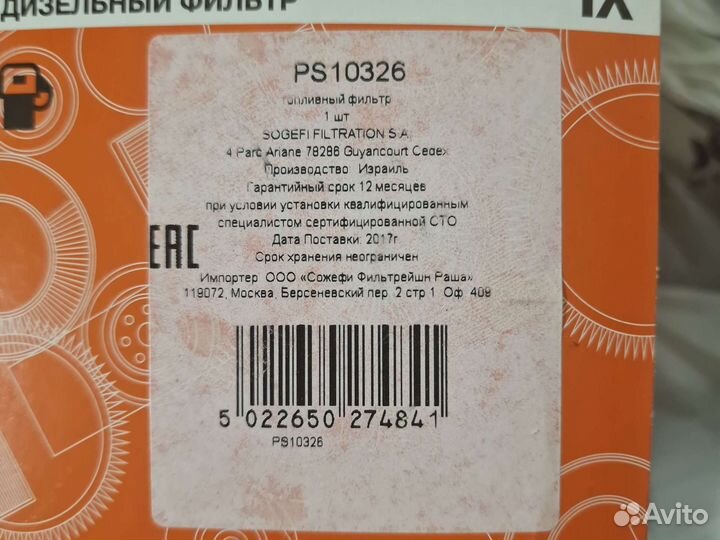 ДИЗЕЛЬНЫЙ ФИЛЬТР
PS10326
топливный фильтр
1 шт
SOGEFI FILTRATION S.A.
4 Parc Ariane 78286 Guyancourt Cedex
Производство Израиль
Гарантийный срок 12 месяцев
при условии установки квалифицированным
специалистом сертифицированной СТО
EAC
Дата Поставки: 2017г
Срок хранения неограничен
Импортер ООО «Сожефи Фильтрейшн Раша»
119072, Москва, Берсеневский пер 2 стр 1 Оф 409
5 022650 274841
PS10326
Avito